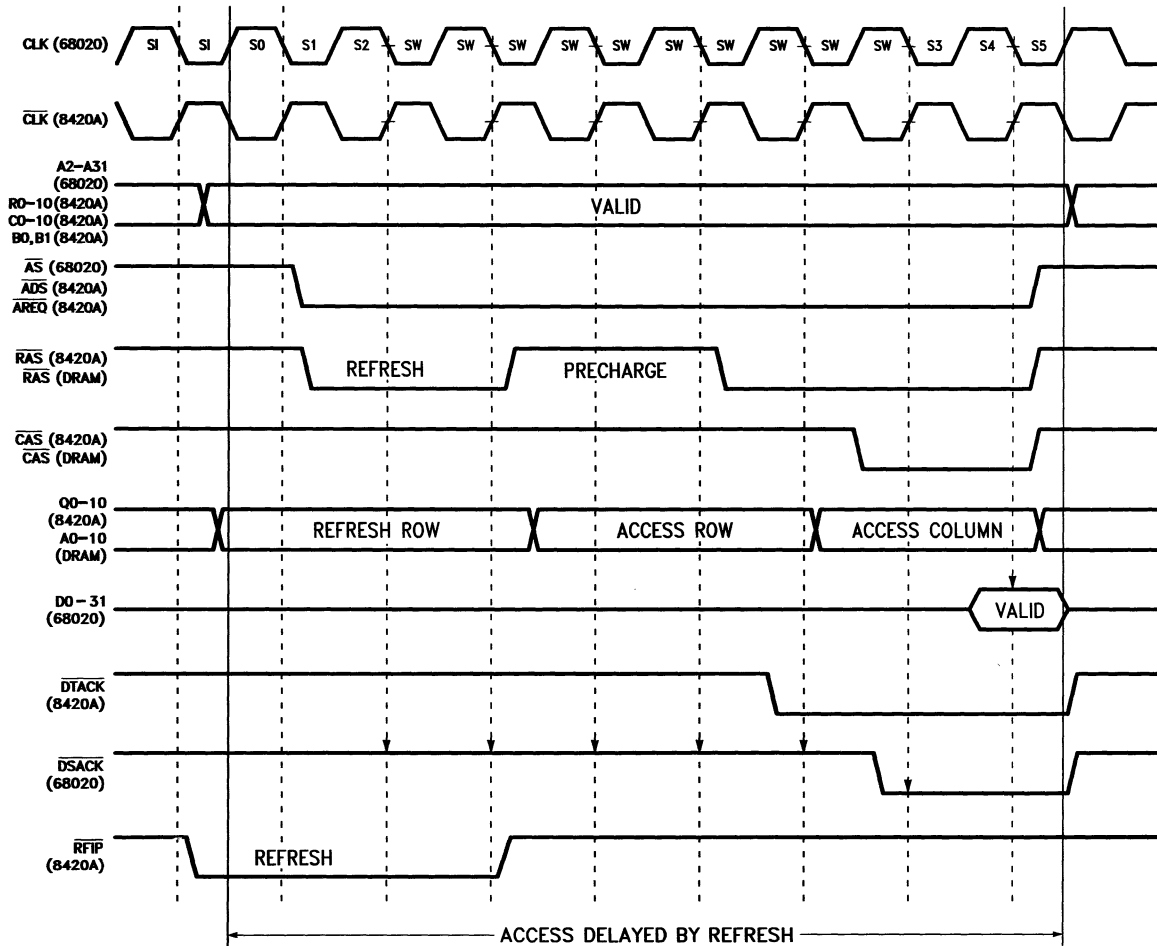 CLK (68020)
SI SI S0 S1 S2 SW SW SW SW SW SW SW SW SW SW S3 S4 S5
CLK (8420A)
A2–A31
(68020)
R0–10(8420A)
C0–10(8420A)
B0,B1(8420A)
VALID
AS (68020)
ADS (8420A)
AREQ (8420A)
RAS (8420A)
RAS (DRAM)
REFRESH
PRECHARGE
CAS (8420A)
CAS (DRAM)
Q0–10
(8420A)
A0–10
(DRAM)
REFRESH ROW
ACCESS ROW
ACCESS COLUMN
D0–31
(68020)
VALID
DTACK
(8420A)
DSACK
(68020)
RFIP
(8420A)
REFRESH
ACCESS DELAYED BY REFRESH